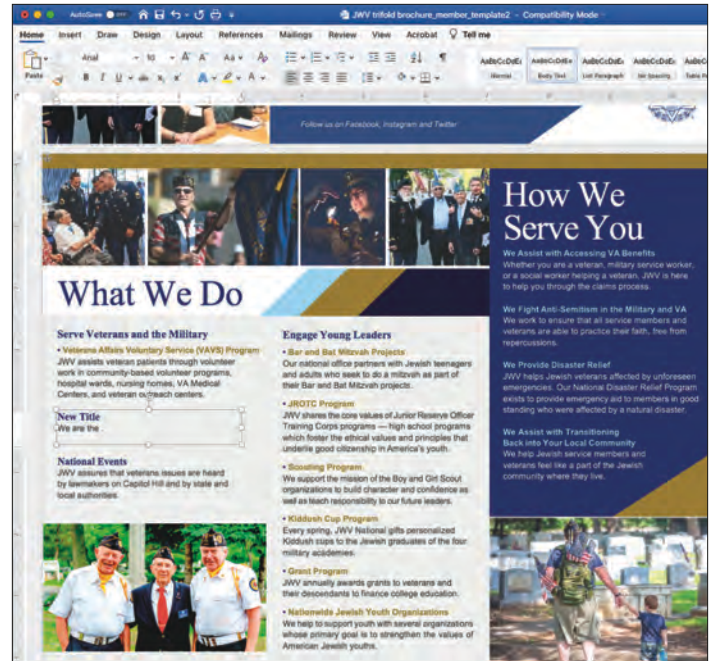 AutoSave OFF
JWV trifold brochure_member_template2 - Compatibility Mode
Home Insert Draw Design Layout References Mailings Review View Acrobat Tell me
Paste
Arial
10
AaBbCcDdEe AaBbCcDdEe AaBbCcDdEe AaBbCcDdEe
Normal Body Text List Paragraph No Spacing
Follow us on Facebook, Instagram and Twitter
What We Do
Serve Veterans and the Military
• Veterans Affairs Voluntary Service (VAVS) Program
JWV assists veteran patients through volunteer
work in community-based volunteer programs,
hospital wards, nursing homes, VA Medical
Centers, and veteran outreach centers.
New Title
We are the
National Events
JWV assures that veterans issues are heard
by lawmakers on Capitol Hill and by state and
local authorities.
Engage Young Leaders
• Bar and Bat Mitzvah Projects
Our national office partners with Jewish teenagers
and adults who seek to do a mitzvah as part of
their Bar and Bat Mitzvah projects.
• JROTC Program
JWV shares the core values of Junior Reserve Officer
Training Corps programs — high school programs
which foster the ethical values and principles that
underlie good citizenship in America's youth.
• Scouting Program
We support the mission of the Boy and Girl Scout
organizations to build character and confidence as
well as teach responsibility to our future leaders.
• Kiddush Cup Program
Every spring, JWV National gifts personalized
Kiddush cups to the Jewish graduates of the four
military academies.
• Grant Program
JWV annually awards grants to veterans and
their descendants to finance college education.
• Nationwide Jewish Youth Organizations
We help to support youth with several organizations
whose primary goal is to strengthen the values of
American Jewish youths.
How We
Serve You
We Assist with Accessing VA Benefits
Whether you are a veteran, military service worker,
or a social worker helping a veteran. JWV is here
to help you through the claims process.
We Fight Anti-Semitism in the Military and VA
We work to ensure that all service members and
veterans are able to practice their faith, free from
repercussions.
We Provide Disaster Relief
JWV helps Jewish veterans affected by unforeseen
emergencies. Our National Disaster Relief Program
exists to provide emergency aid to members in good
standing who were affected by a natural disaster.
We Assist with Transitioning
Back into Your Local Community
We help Jewish service members and
veterans feel like a part of the Jewish
community where they live.